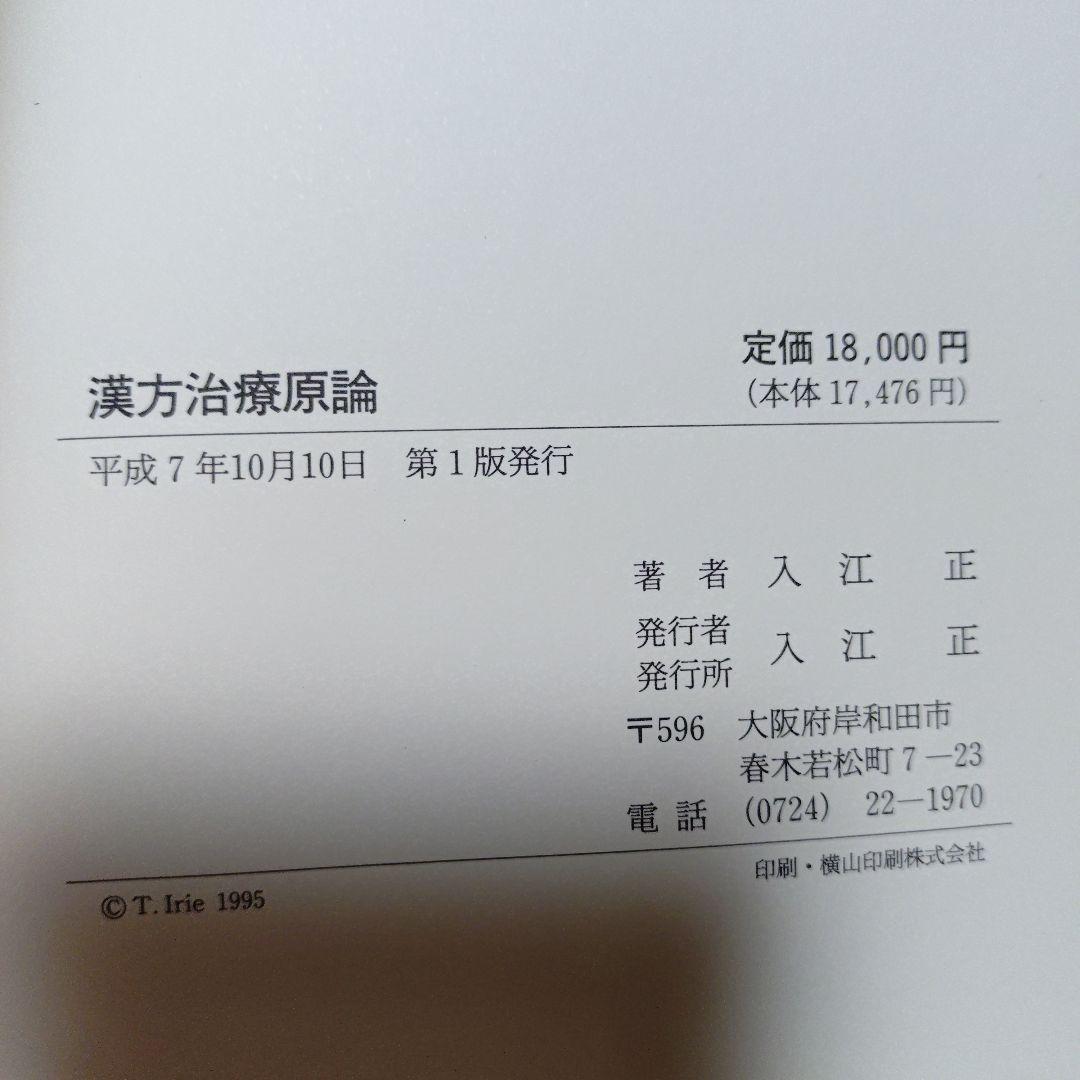 定価 18,000 円
漢方治療原論
(本体 17,476 円)
平成 7 年10月10日　第 1 版発行
著　者　入　江　　正
発行者
発行所　入　江　　正
〒596　大阪府岸和田市
春木若松町 7 ―23
電　話　(0724)　22―1970
印刷・横山印刷株式会社
© T. Irie 1995